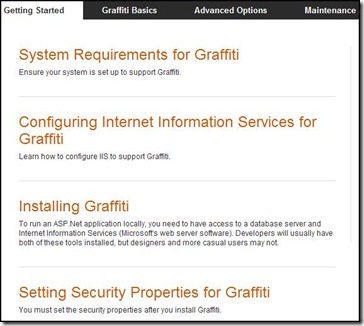 Getting Started
Graffiti Basics
Advanced Options
Maintenance
System Requirements for Graffiti
Ensure your system is set up to support Graffiti.
Configuring Internet Information Services for
Graffiti
Learn how to configure IIS to support Graffiti.
Installing Graffiti
To run an ASP.Net application locally, you need to have access to a database server and
Internet Information Services (Microsoft's web server software). Developers will usually have
both of these tools installed, but designers and more casual users may not.
Setting Security Properties for Graffiti
You must set the security properties after you install Graffiti.